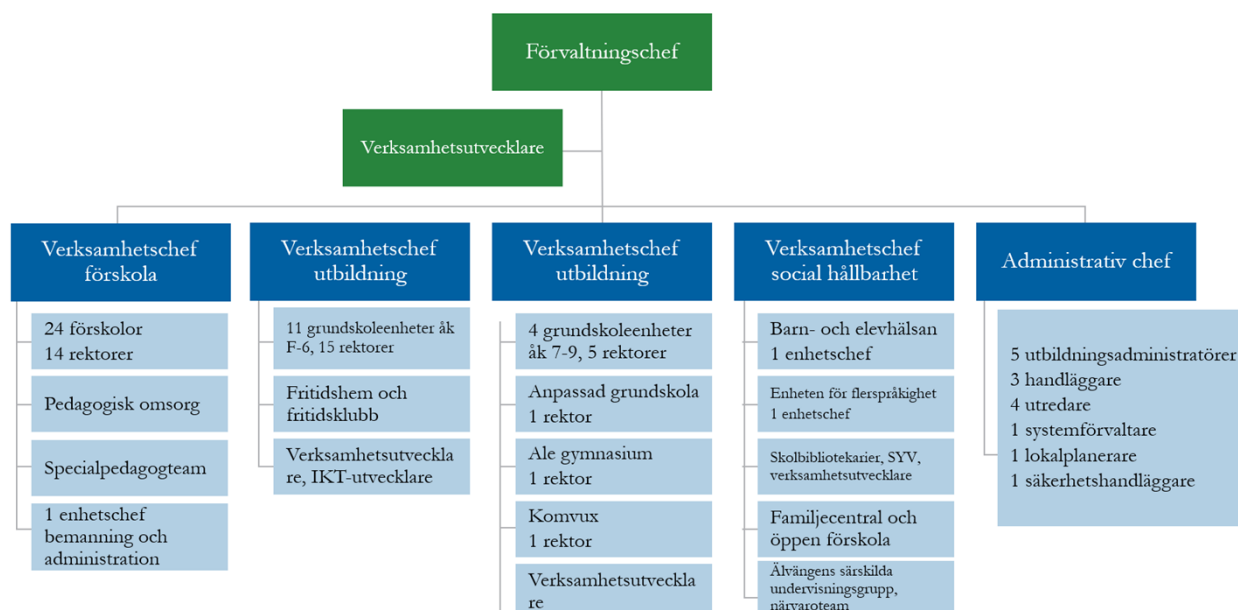 Förvaltningschef
Verksamhetsutvecklare
Verksamhetschef
förskola
24 förskolor
14 rektorer
Pedagogisk omsorg
Specialpedagogteam
1 enhetschef
bemanning och
administration
Verksamhetschef
utbildning
11 grundskoleenheter åk
F-6, 15 rektorer
Fritidshem och
fritidsklubb
Verksamhetsutveckla
re, IKT-utvecklare
Verksamhetschef
utbildning
4 grundskoleenheter
åk 7-9, 5 rektorer
Anpassad grundskola
1 rektor
Ale gymnasium
1 rektor
Komvux
1 rektor
Verksamhetsutveckla
re
Verksamhetschef
social hållbarhet
Barn- och elevhälsan
1 enhetschef
Enheten för flerspråkighet
1 enhetschef
Skolbibliotekarier, SYV,
verksamhetsutvecklare
Familjecentral och
öppen förskola
Älvängens särskilda
undervisningsgrupp,
närvaroteam
Administrativ chef
5 utbildningsadministratörer
3 handläggare
4 utredare
1 systemförvaltare
1 lokalplanerare
1 säkerhetshandläggare